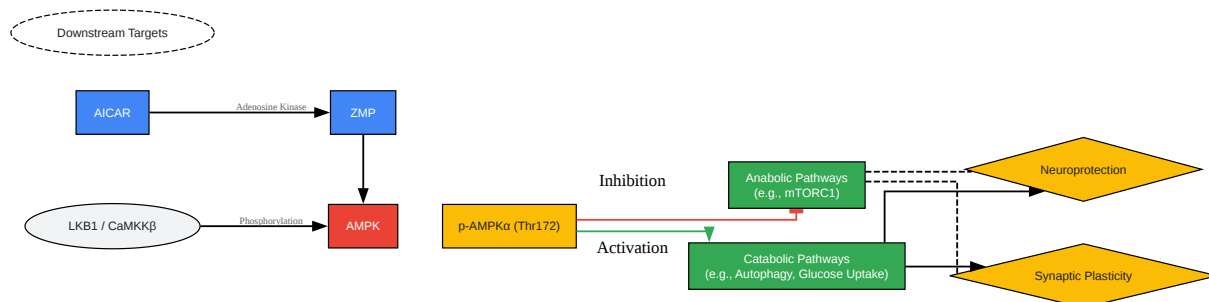 Downstream Targets
AICAR
Adenosine Kinase
ZMP
LKB1 / CaMKKβ
Phosphorylation
AMPK
p-AMPKα (Thr172)
Inhibition
Activation
Anabolic Pathways
(e.g., mTORC1)
Catabolic Pathways
(e.g., Autophagy, Glucose Uptake)
Neuroprotection
Synaptic Plasticity